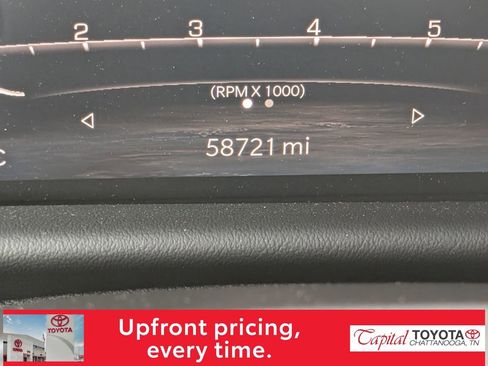 2 3 4 5
(RPM X 1000)
58721 mi
TOYOTA
Upfront pricing,
every time.
Capital TOYOTA
CHATTANOOGA, TN